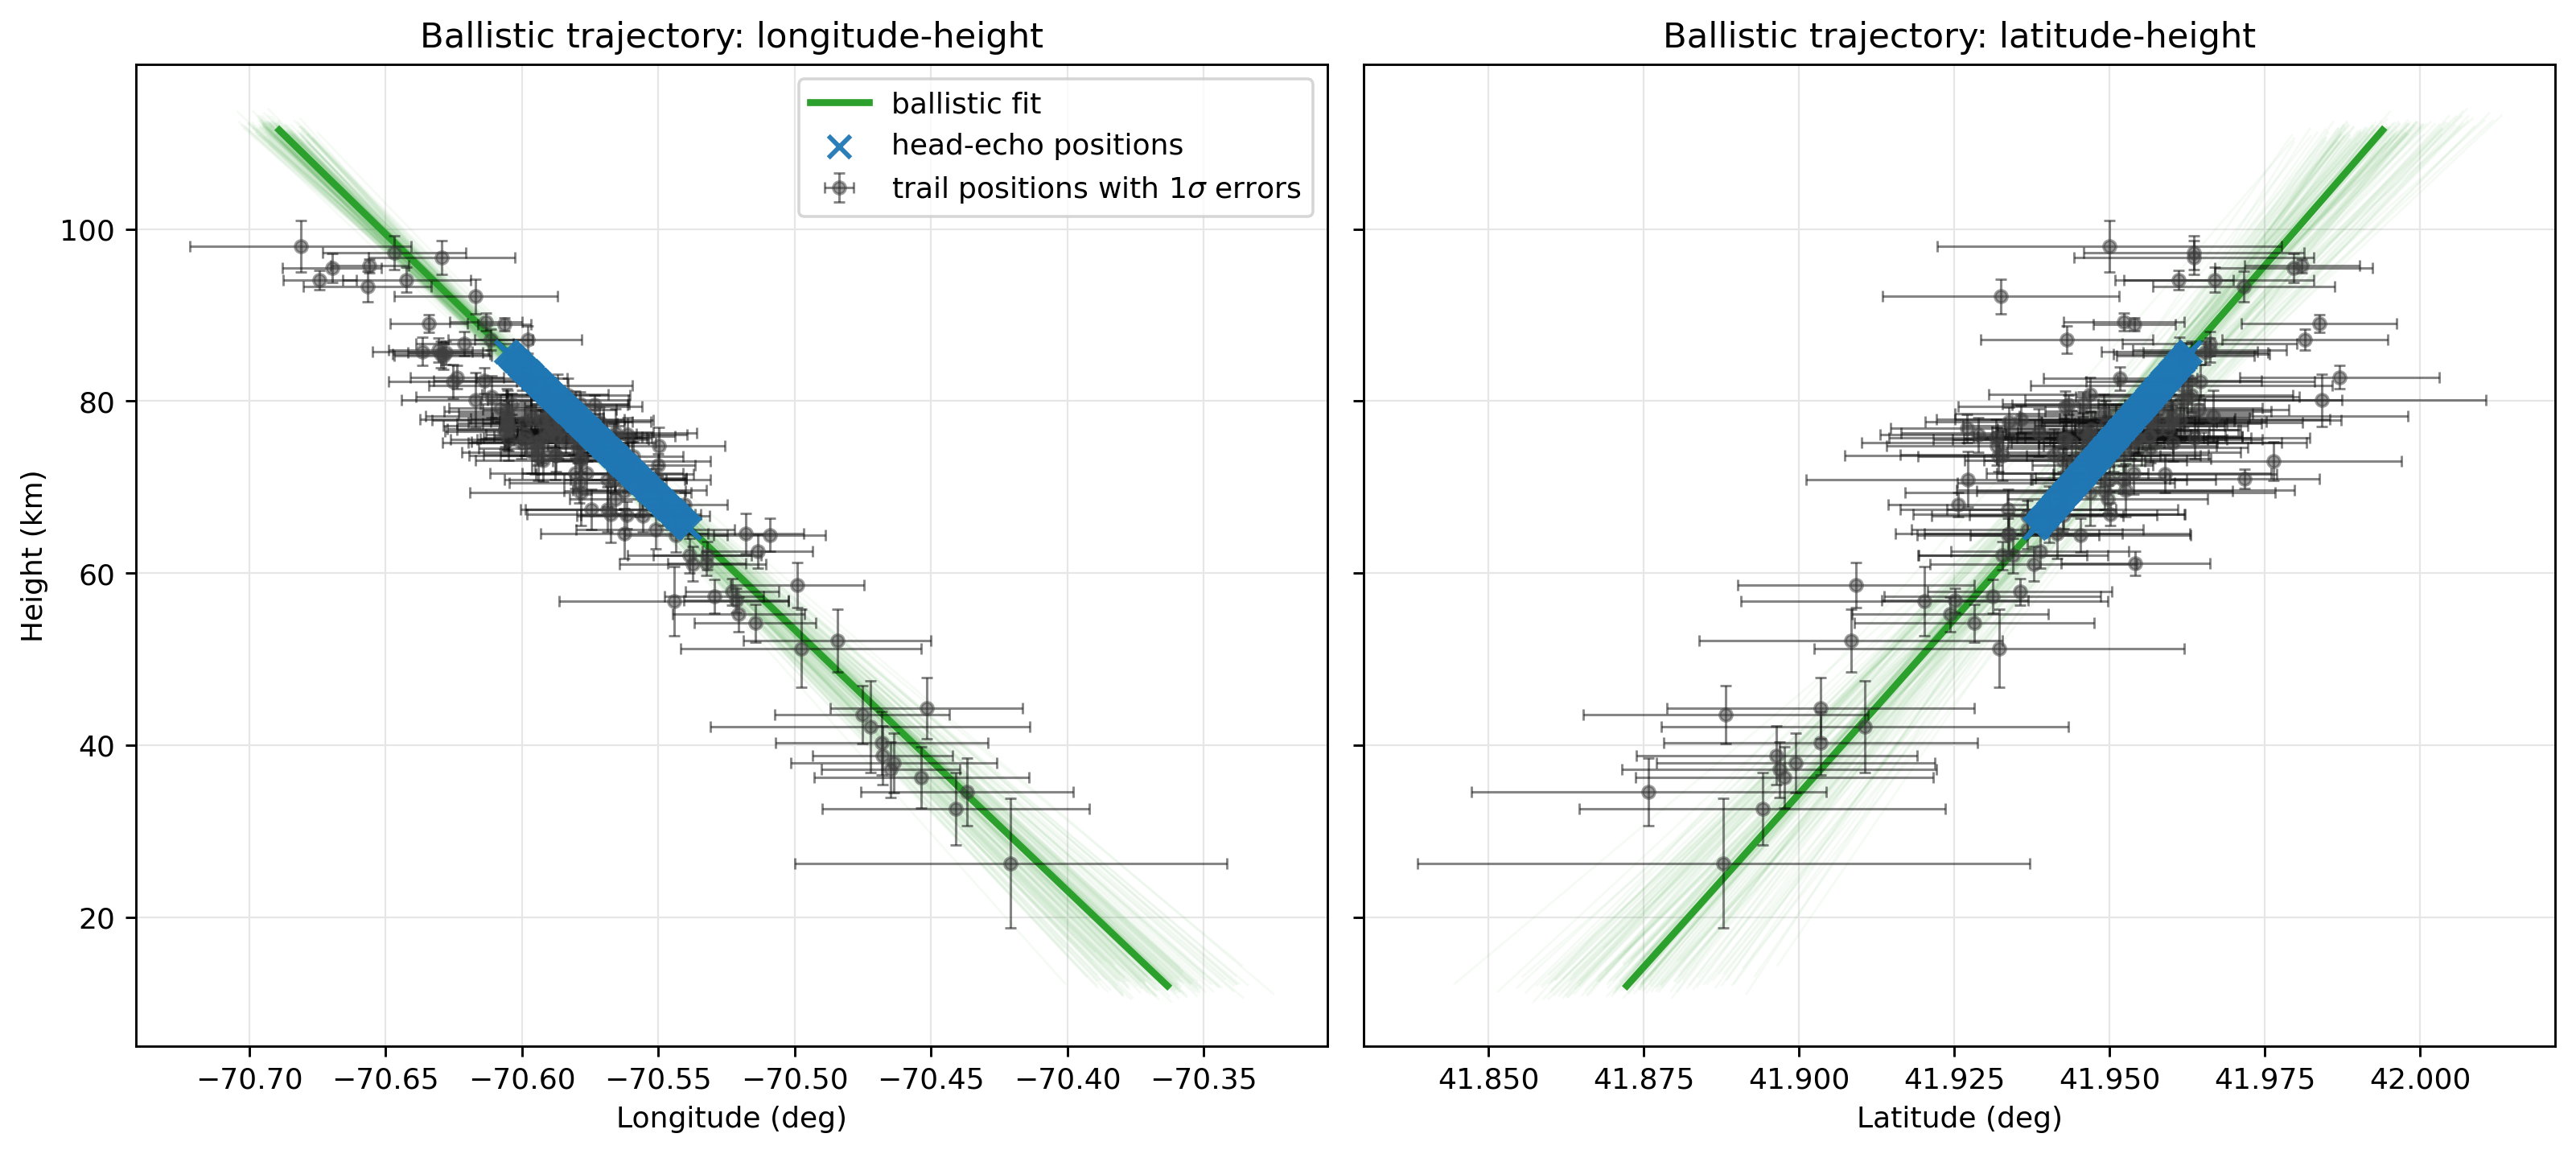 Ballistic trajectory: longitude-height
ballistic fit
head-echo positions
trail positions with 1σ errors
100
80
60
40
20
Height (km)
−70.70 −70.65 −70.60 −70.55 −70.50 −70.45 −70.40 −70.35
Longitude (deg)
Ballistic trajectory: latitude-height
41.850 41.875 41.900 41.925 41.950 41.975 42.000
Latitude (deg)